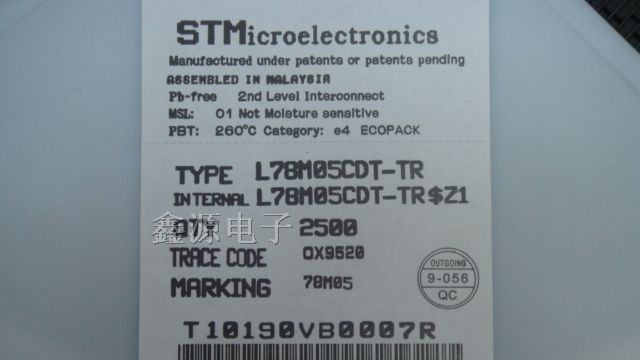 STMicroelectronics
Manufactured under patents or patents pending
ASSEMBLED IN MALAYSIA
Pb-free 2nd Level Interconnect
MSL: 01 Not Moisture sensitive
PBT: 260°C Category: e4 ECOPACK
TYPE L78M05CDT-TR
INTERNAL L78M05CDT-TR$Z1
QTY 2500
鑫源电子
TRACE CODE OX9520
MARKING 78M05
OUTGOING
9-056
QC
T10190VB0007R